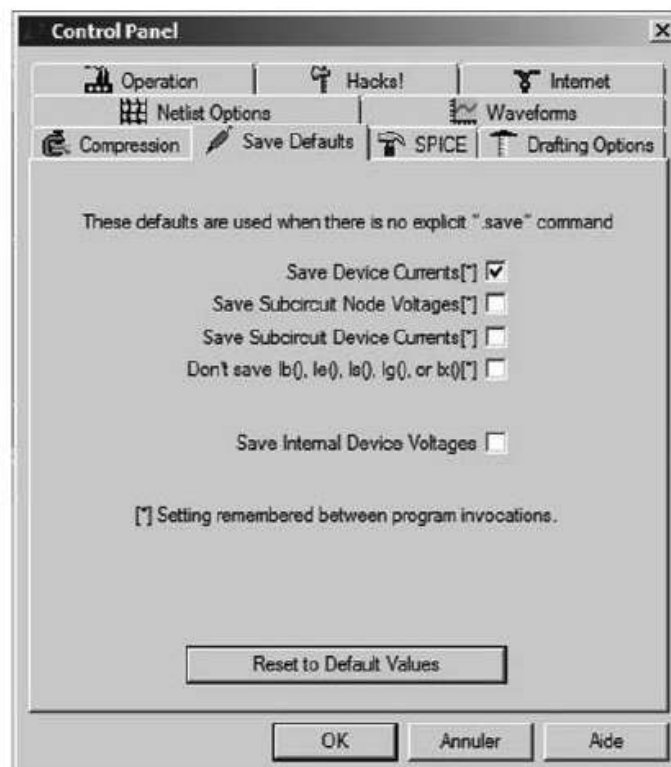 Control Panel
Operation Hacks! Internet
Netlist Options Waveforms
Compression Save Defaults SPICE Drafting Options
These defaults are used when there is no explicit ".save" command
Save Device Currents[*]
Save Subcircuit Node Voltages[*]
Save Subcircuit Device Currents[*]
Don't save Ib(), Ie(), Is(), Ig(), or Ix()[*]
Save Internal Device Voltages
[*] Setting remembered between program invocations.
Reset to Default Values
OK Annuler Aide